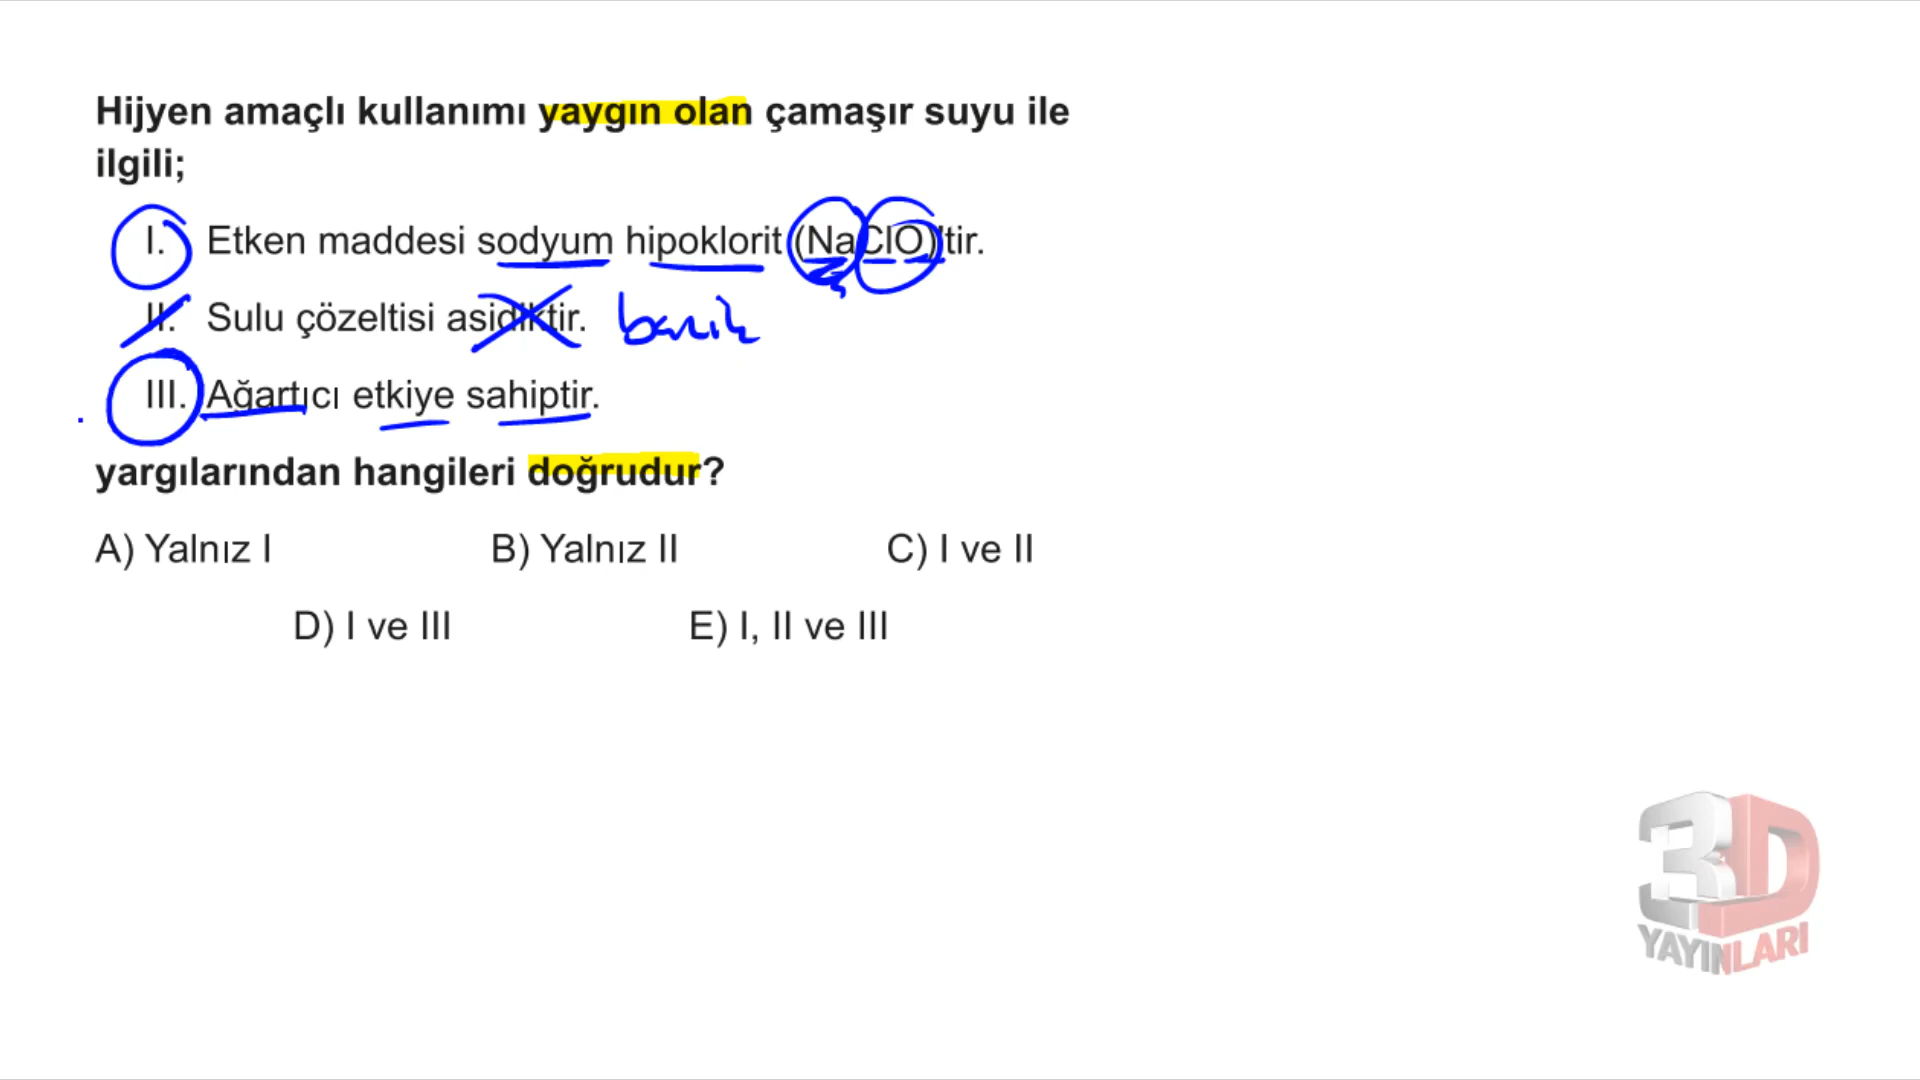 Hijyen amaçlı kullanımı yaygın olan çamaşır suyu ile
ilgili;
I. Etken maddesi sodyum hipoklorit (NaClO)'tir.
II. Sulu çözeltisi asidiktir. bazik
III. Ağartıcı etkiye sahiptir.
yargılarından hangileri doğrudur?
A) Yalnız I B) Yalnız II C) I ve II
D) I ve III E) I, II ve III
3D
YAYINLARI